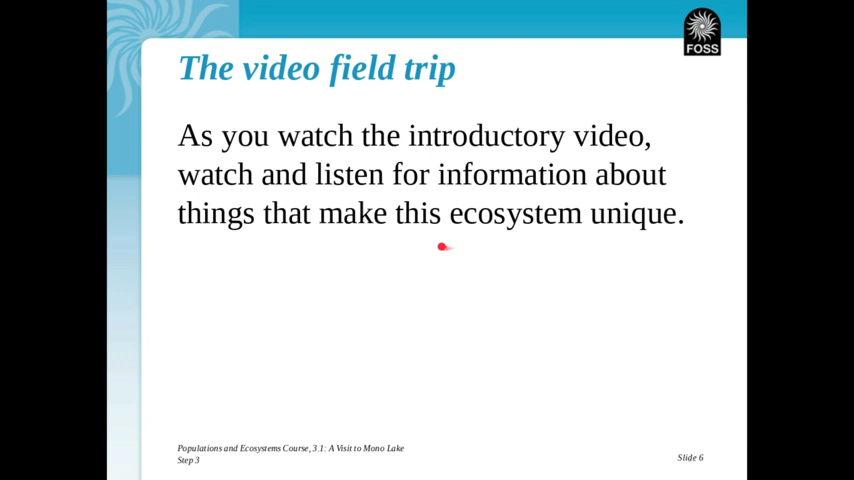 FOSS
The video field trip
As you watch the introductory video,
watch and listen for information about
things that make this ecosystem unique.
Populations and Ecosystems Course, 3.1: A Visit to Mono Lake
Step 3
Slide 6